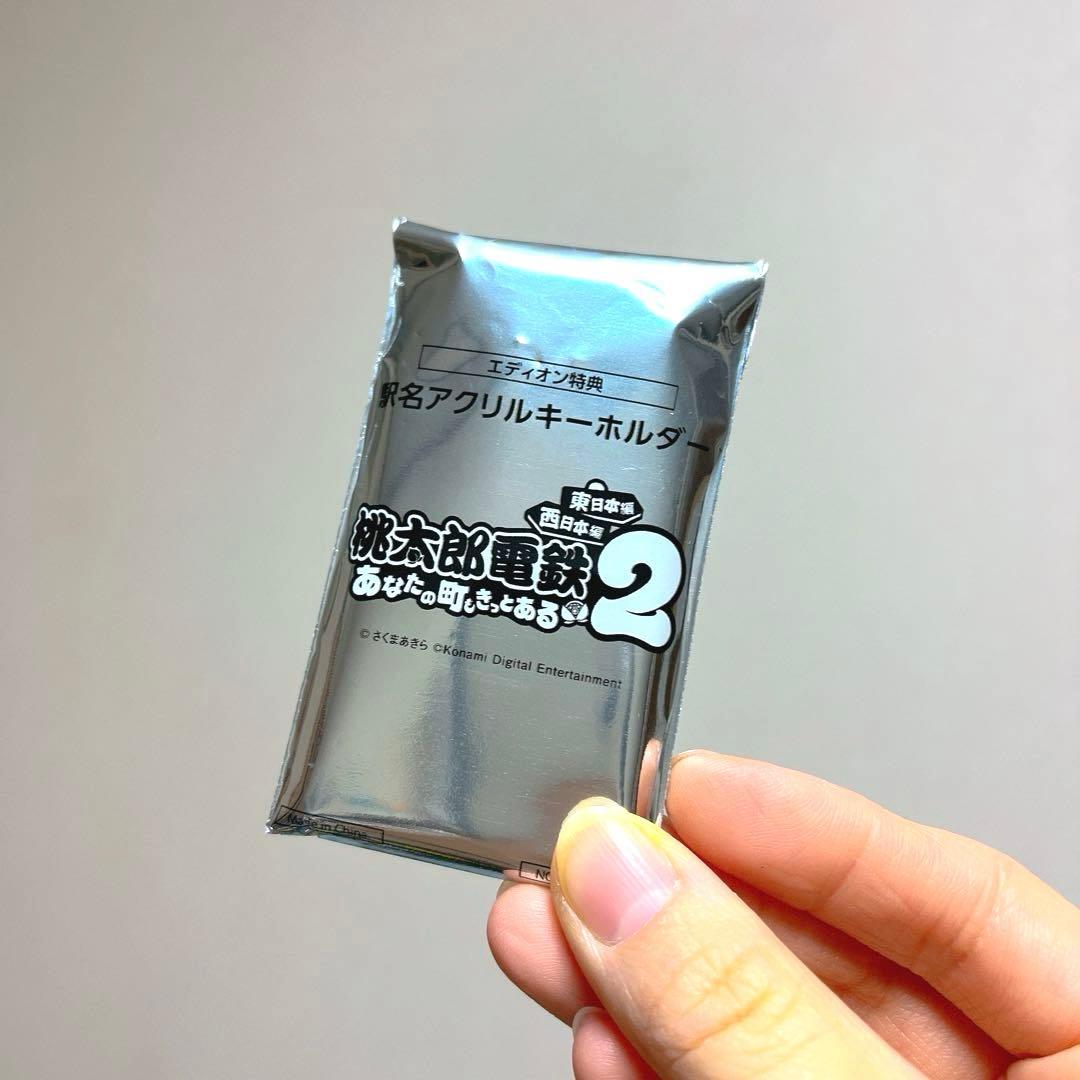 エディオン特典
駅名アクリルキーホルダー
東日本編
西日本編
桃太郎電鉄2
あなたの町もきっとある
©さくまあきら ©Konami Digital Entertainment
Made in China